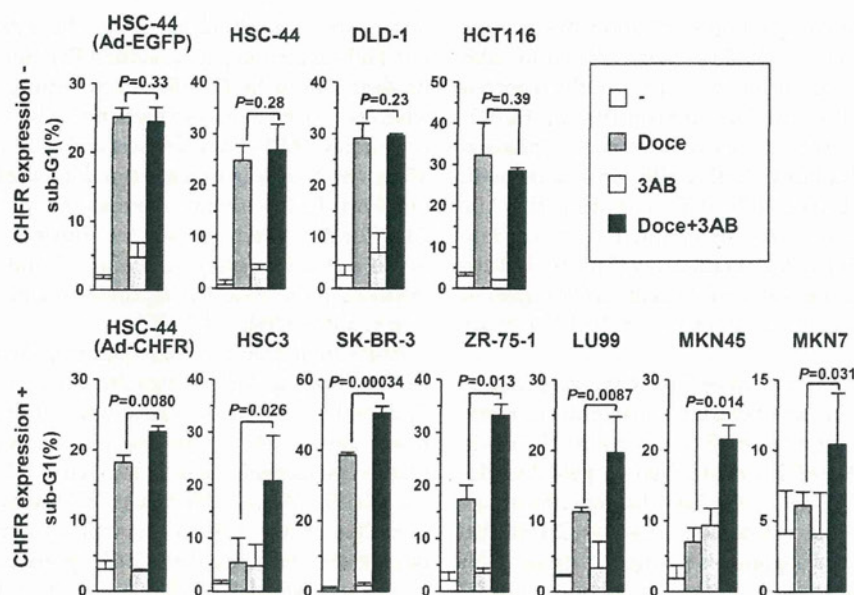 HSC-44
(Ad-EGFP)
HSC-44
DLD-1
HCT116
CHFR expression -
sub-G1(%)
30
20
10
0
P=0.33
40
30
20
10
0
P=0.28
40
30
20
10
0
P=0.23
50
40
30
20
10
0
P=0.39
-
Doce
3AB
Doce+3AB
HSC-44
(Ad-CHFR)
HSC3
SK-BR-3
ZR-75-1
LU99
MKN45
MKN7
CHFR expression +
sub-G1(%)
30
20
10
0
P=0.0080
40
30
20
10
0
P=0.026
60
40
20
0
P=0.00034
40
30
20
10
0
P=0.013
30
20
10
0
P=0.0087
30
20
10
0
P=0.014
15
10
5
0
P=0.031